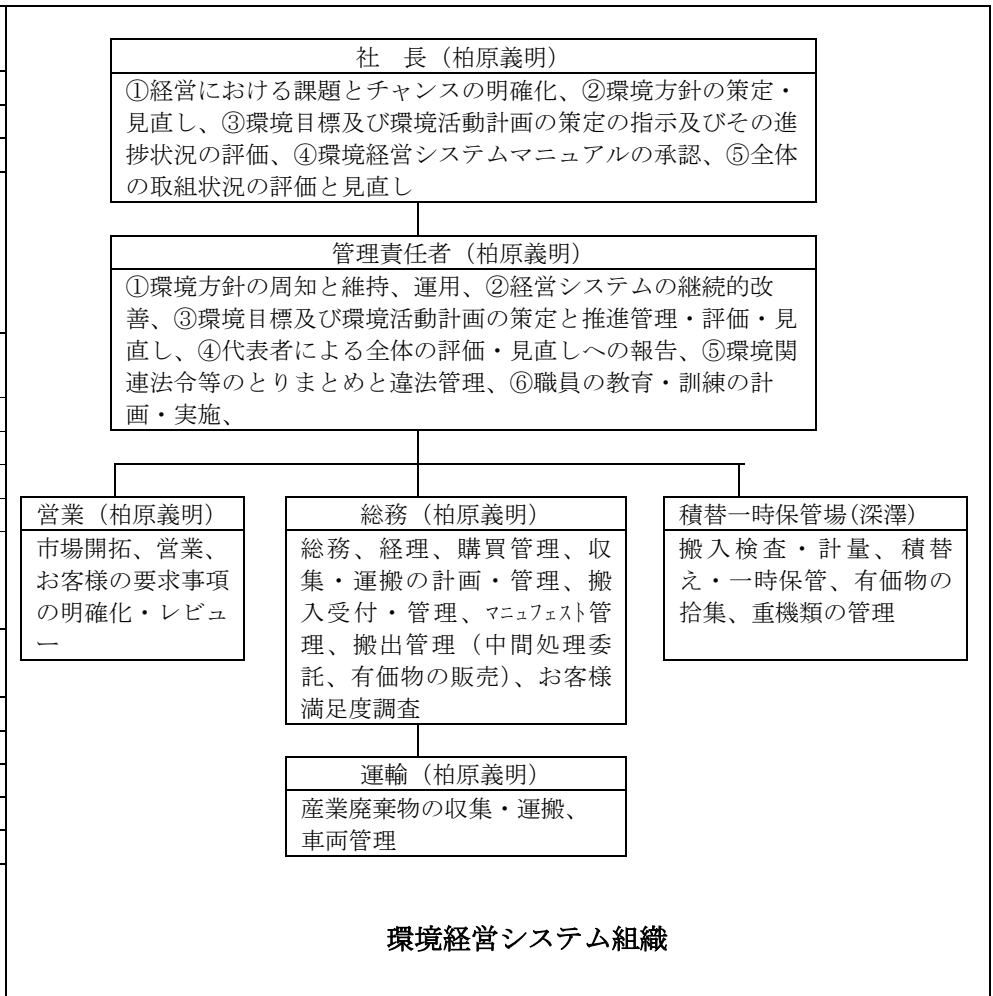 社　長（柏原義明）
①経営における課題とチャンスの明確化、②環境方針の策定・
見直し、③環境目標及び環境活動計画の策定の指示及びその進
捗状況の評価、④環境経営システムマニュアルの承認、⑤全体
の取組状況の評価と見直し
管理責任者（柏原義明）
①環境方針の周知と維持、運用、②経営システムの継続的改
善、③環境目標及び環境活動計画の策定と推進管理・評価・見
直し、④代表者による全体の評価・見直しへの報告、⑤環境関
連法令等のとりまとめと違法管理、⑥職員の教育・訓練の計
画・実施、
営業（柏原義明）
市場開拓、営業、
お客様の要求事項
の明確化・レビュ
ー
総務（柏原義明）
総務、経理、購買管理、収
集・運搬の計画・管理、搬
入受付・管理、マニュフェスト管
理、搬出管理（中間処理委
託、有価物の販売）、お客様
満足度調査
積替一時保管場(深澤）
搬入検査・計量、積替
え・一時保管、有価物の
拾集、重機類の管理
運輸（柏原義明）
産業廃棄物の収集・運搬、
車両管理
環境経営システム組織